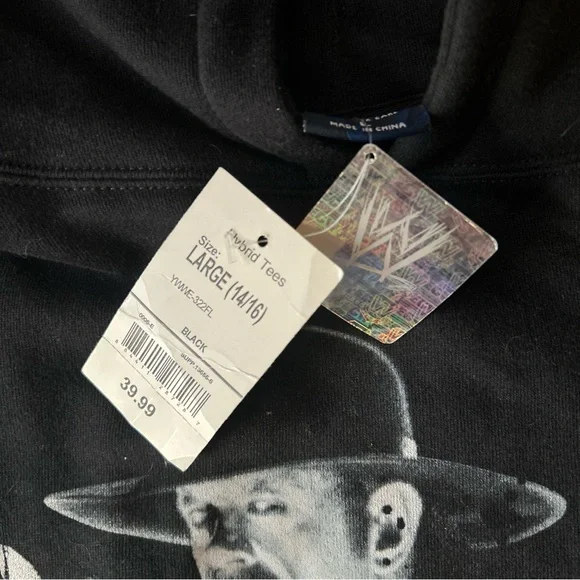 MADE IN CHINA
W
Hybrid Tees
Size:
LARGE (14/16)
YWWE-322FL
BLACK
39.99